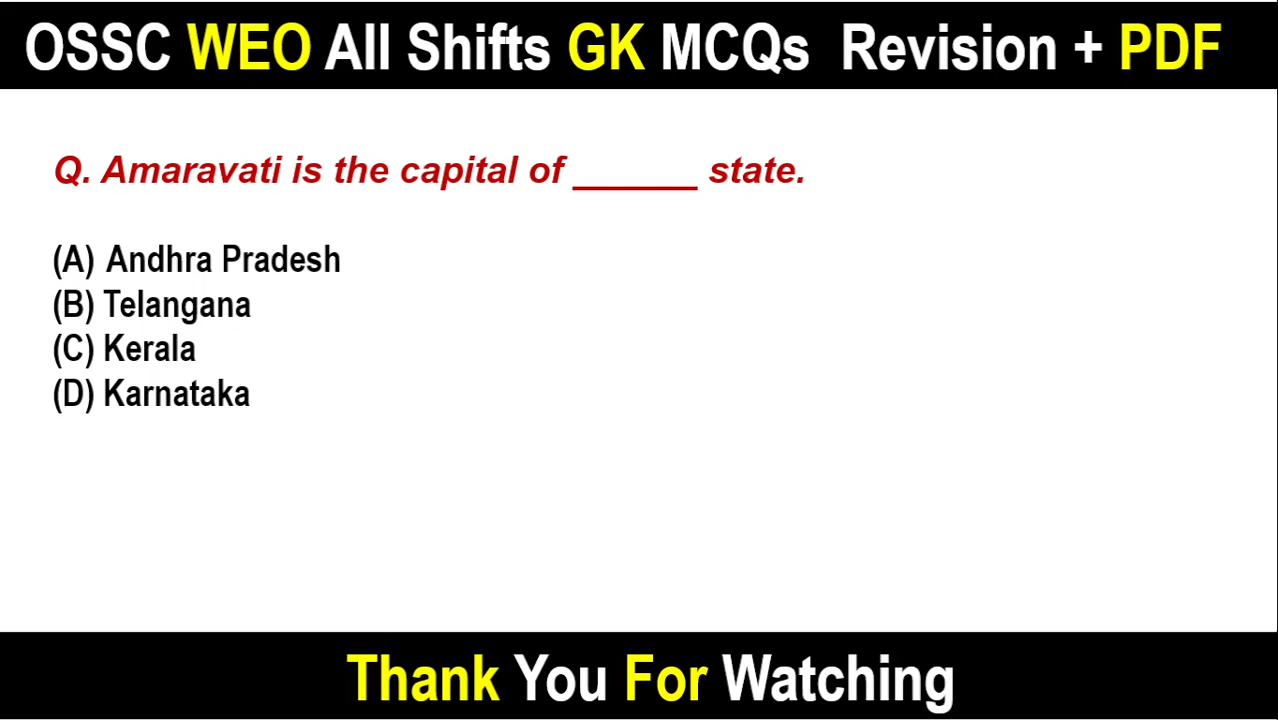 OSSC WEO All Shifts GK MCQs Revision + PDF
Q. Amaravati is the capital of ______ state.
(A) Andhra Pradesh
(B) Telangana
(C) Kerala
(D) Karnataka
Thank You For Watching